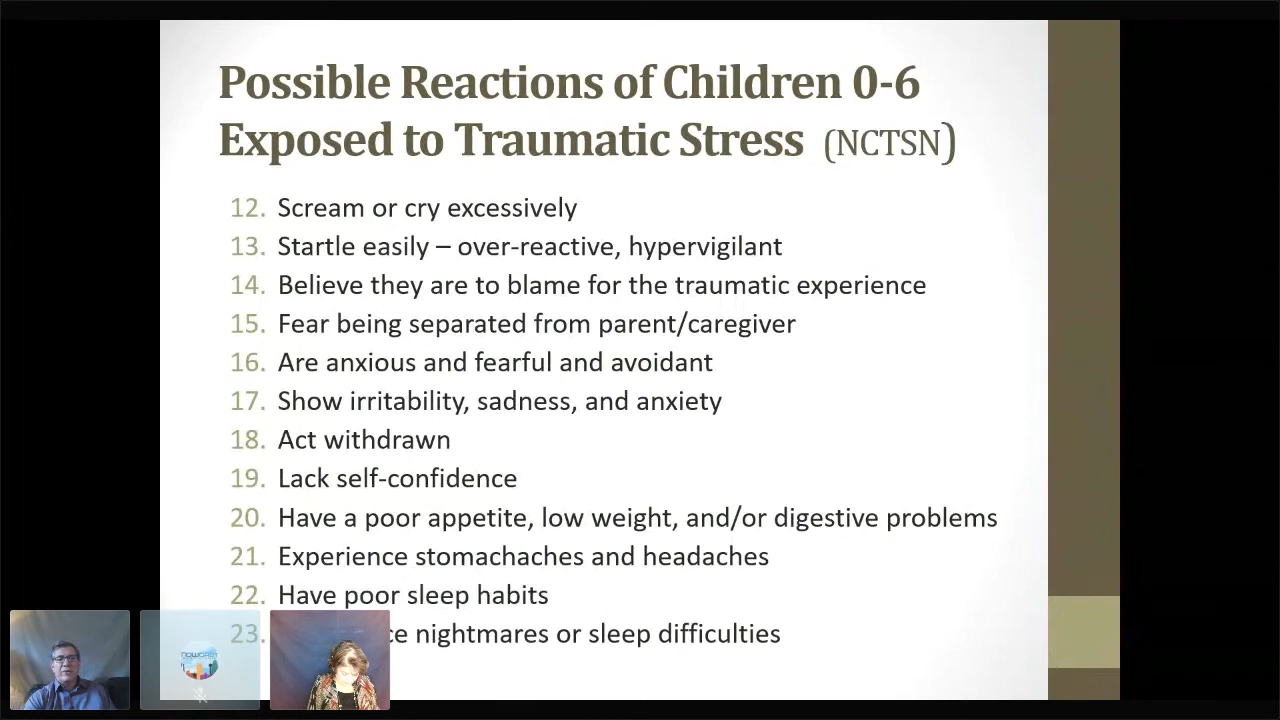 Possible Reactions of Children 0-6
Exposed to Traumatic Stress (NCTSN)
12. Scream or cry excessively
13. Startle easily – over-reactive, hypervigilant
14. Believe they are to blame for the traumatic experience
15. Fear being separated from parent/caregiver
16. Are anxious and fearful and avoidant
17. Show irritability, sadness, and anxiety
18. Act withdrawn
19. Lack self-confidence
20. Have a poor appetite, low weight, and/or digestive problems
21. Experience stomachaches and headaches
22. Have poor sleep habits
23. nightmares or sleep difficulties